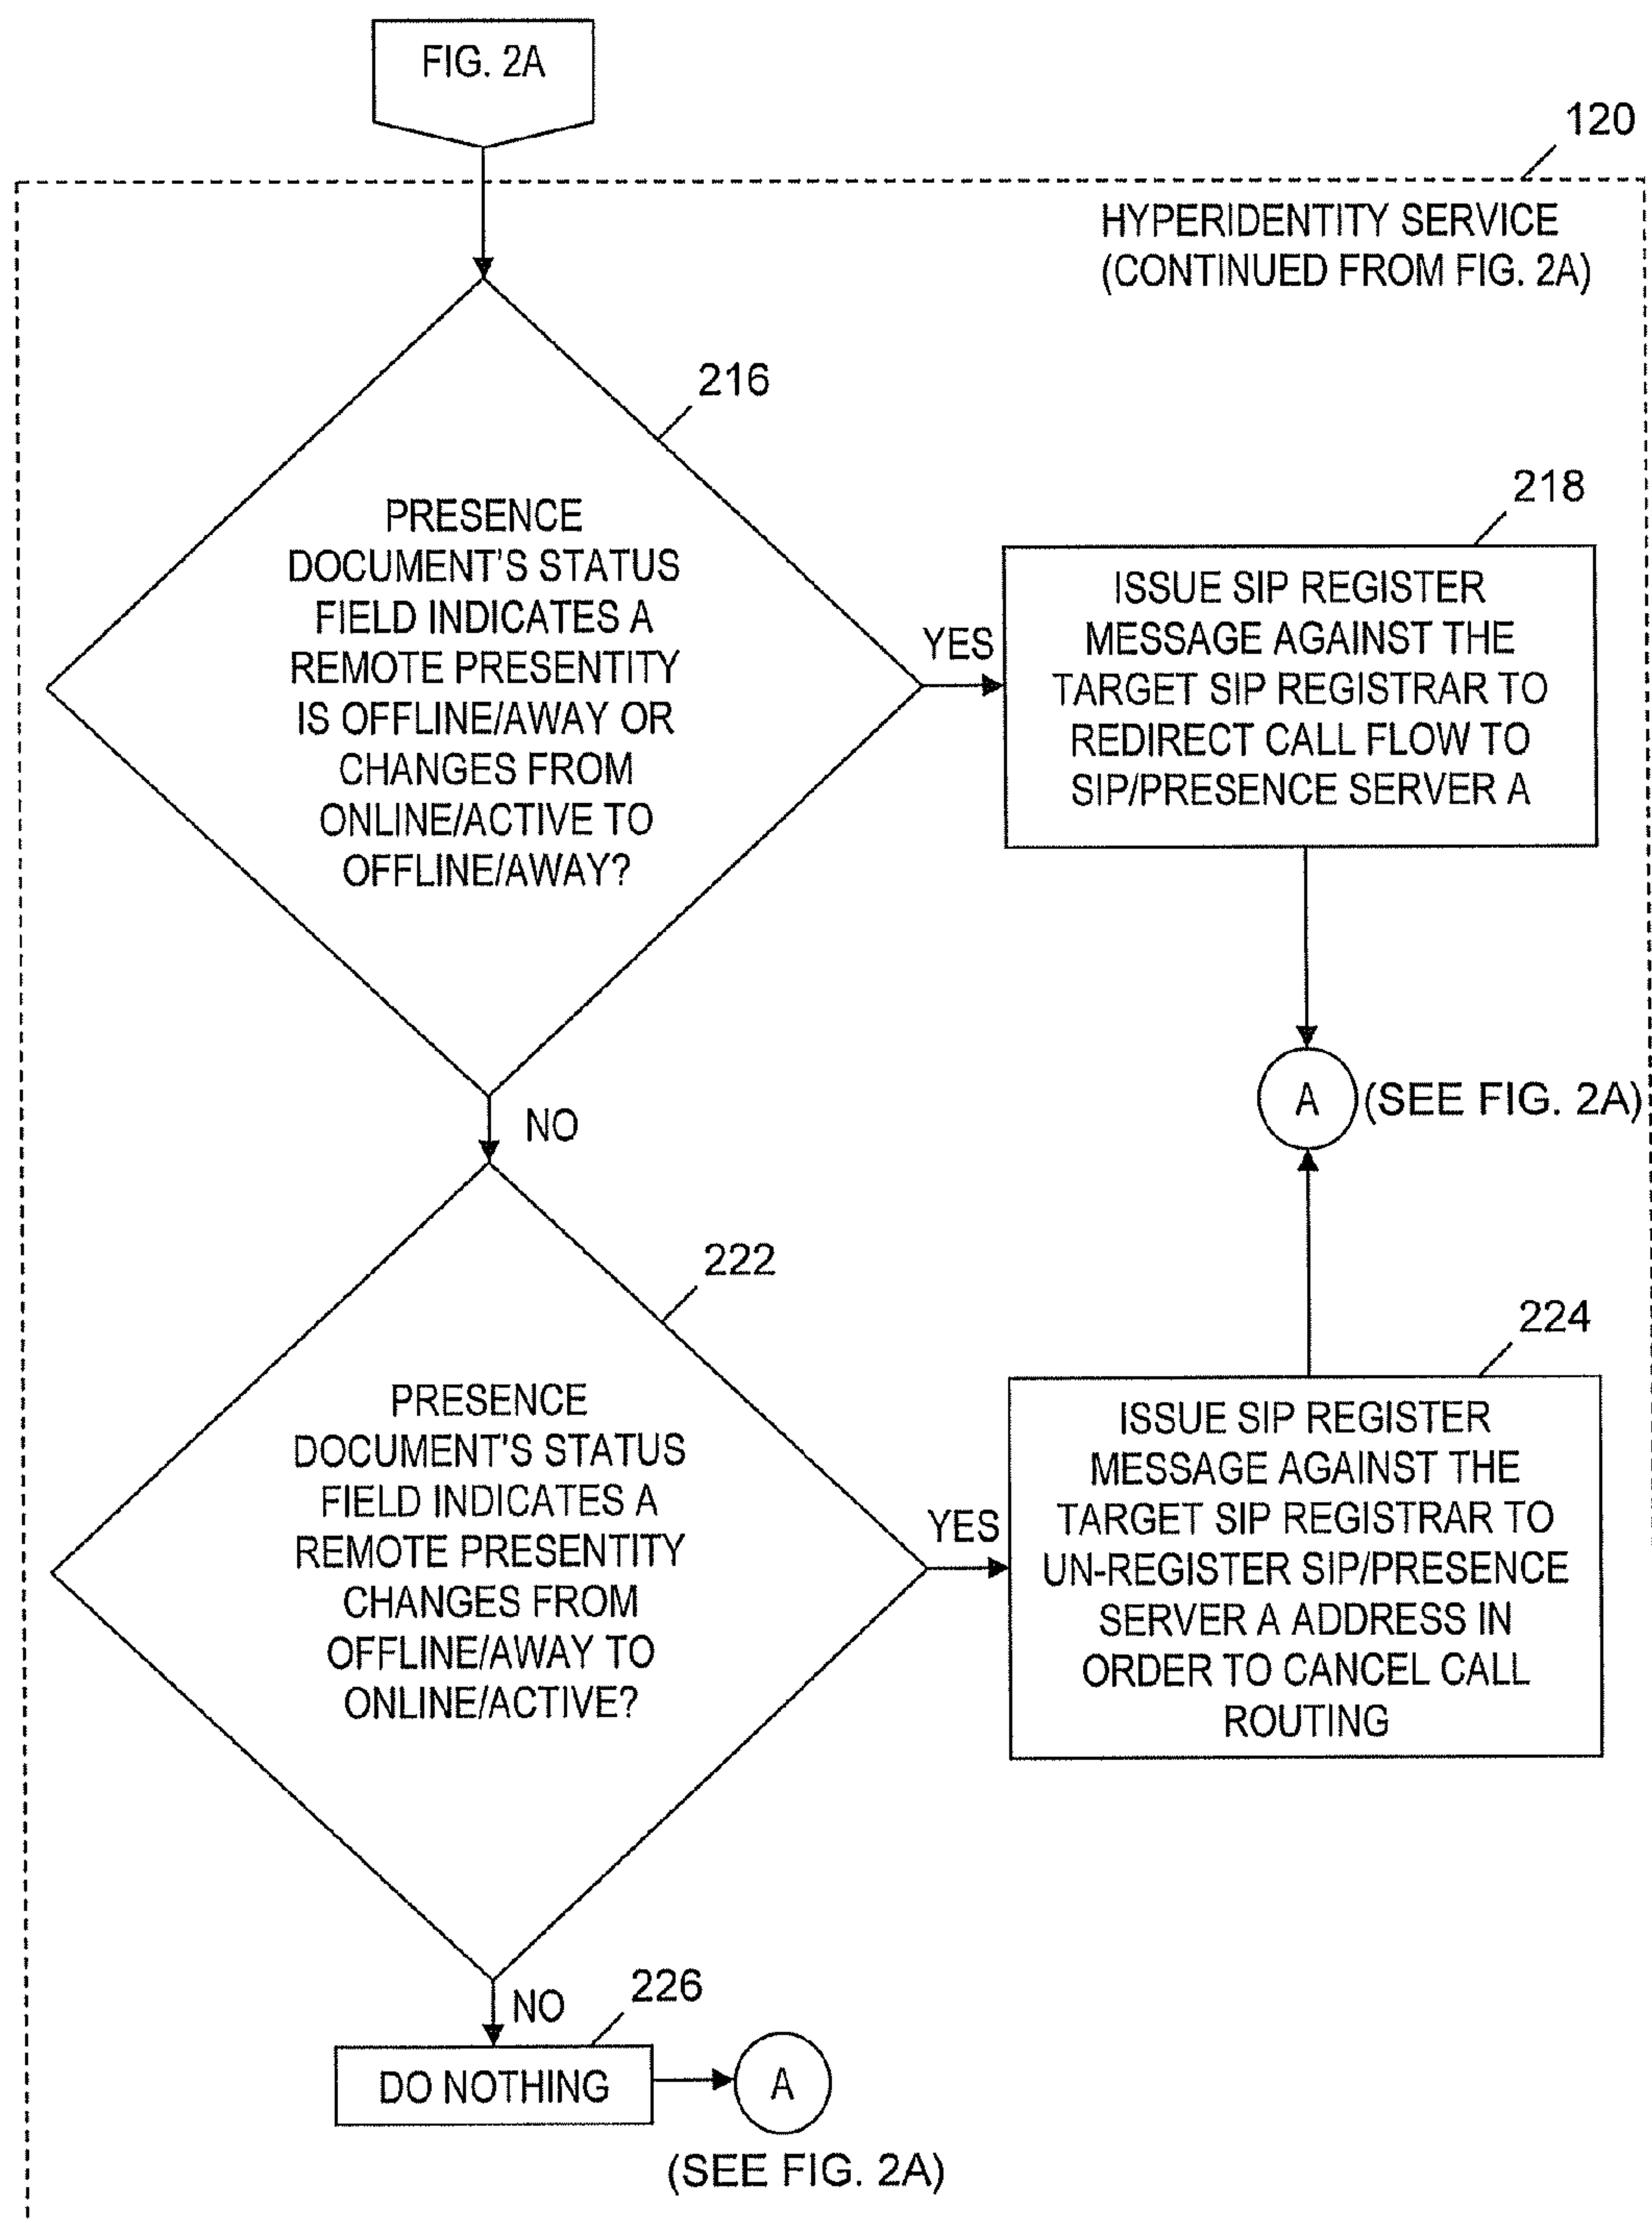 FIG. 2A
120
HYPERIDENTITY SERVICE
(CONTINUED FROM FIG. 2A)
216
PRESENCE
DOCUMENT'S STATUS
FIELD INDICATES A
REMOTE PRESENTITY
IS OFFLINE/AWAY OR
CHANGES FROM
ONLINE/ACTIVE TO
OFFLINE/AWAY?
YES
218
ISSUE SIP REGISTER
MESSAGE AGAINST THE
TARGET SIP REGISTRAR TO
REDIRECT CALL FLOW TO
SIP/PRESENCE SERVER A
A (SEE FIG. 2A)
NO
222
PRESENCE
DOCUMENT'S STATUS
FIELD INDICATES A
REMOTE PRESENTITY
CHANGES FROM
OFFLINE/AWAY TO
ONLINE/ACTIVE?
YES
224
ISSUE SIP REGISTER
MESSAGE AGAINST THE
TARGET SIP REGISTRAR TO
UN-REGISTER SIP/PRESENCE
SERVER A ADDRESS IN
ORDER TO CANCEL CALL
ROUTING
NO
226
DO NOTHING
A
(SEE FIG. 2A)